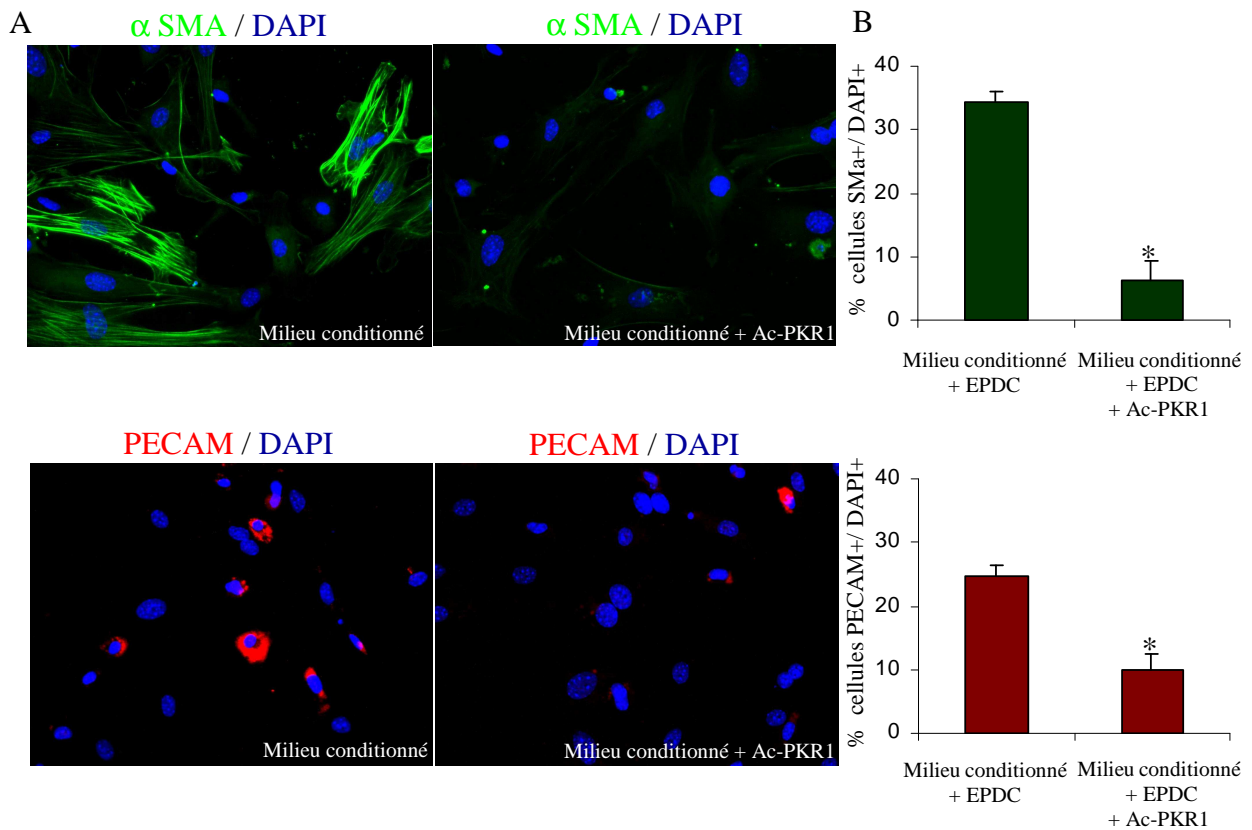 A
α SMA / DAPI
α SMA / DAPI
Milieu conditionné
Milieu conditionné + Ac-PKR1
PECAM / DAPI
PECAM / DAPI
Milieu conditionné
Milieu conditionné + Ac-PKR1
B
% cellules SMa+/ DAPI+
40
30
20
10
0
*
Milieu conditionné
+ EPDC
Milieu conditionné
+ EPDC
+ Ac-PKR1
% cellules PECAM+/ DAPI+
40
30
20
10
0
*
Milieu conditionné
+ EPDC
Milieu conditionné
+ EPDC
+ Ac-PKR1